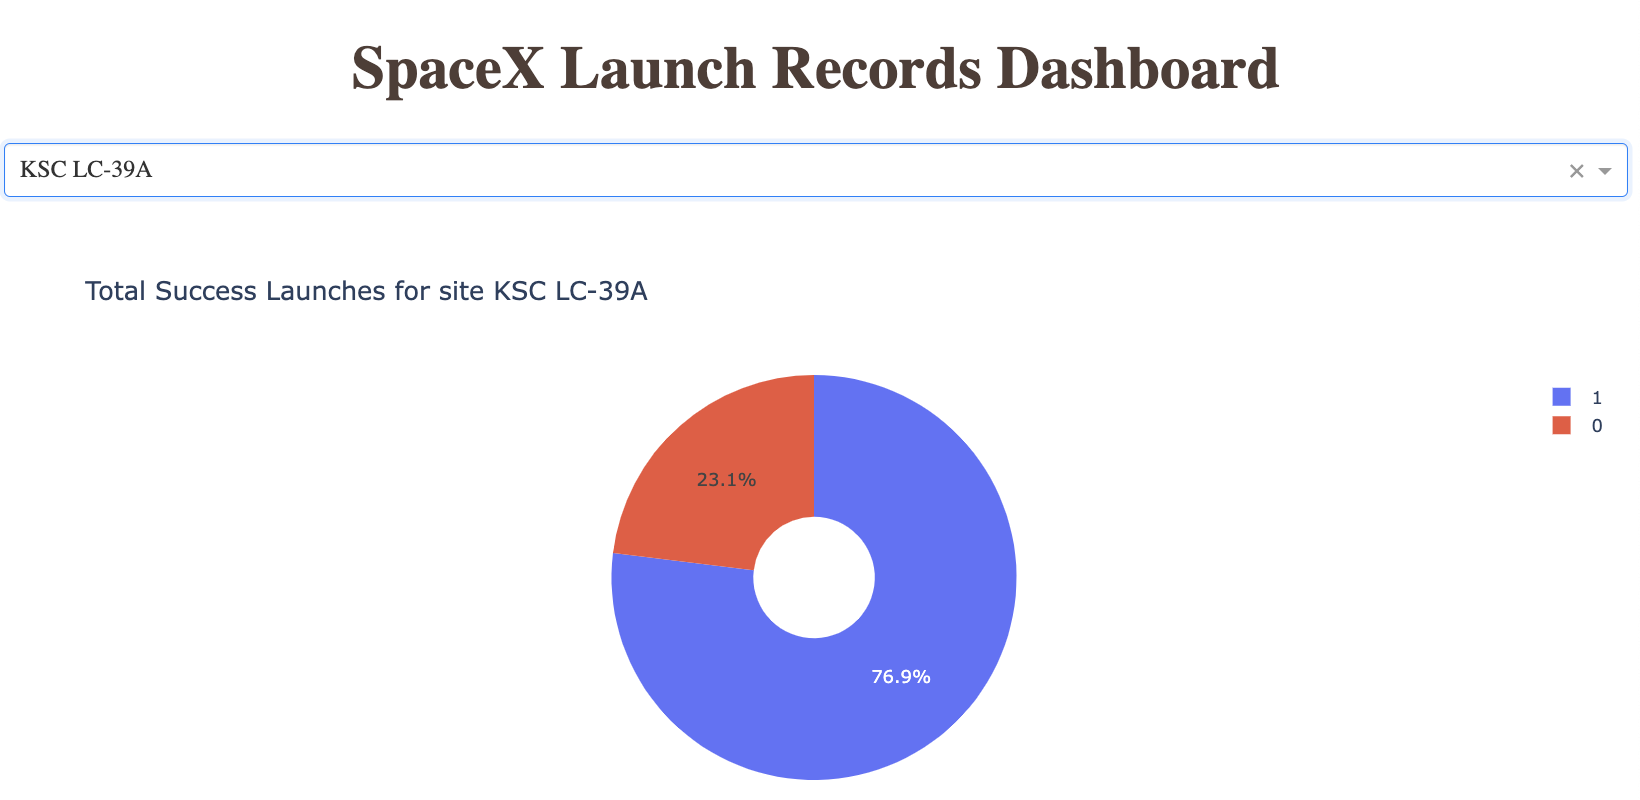 SpaceX Launch Records Dashboard
KSC LC-39A
Total Success Launches for site KSC LC-39A
1
0
23.1%
76.9%